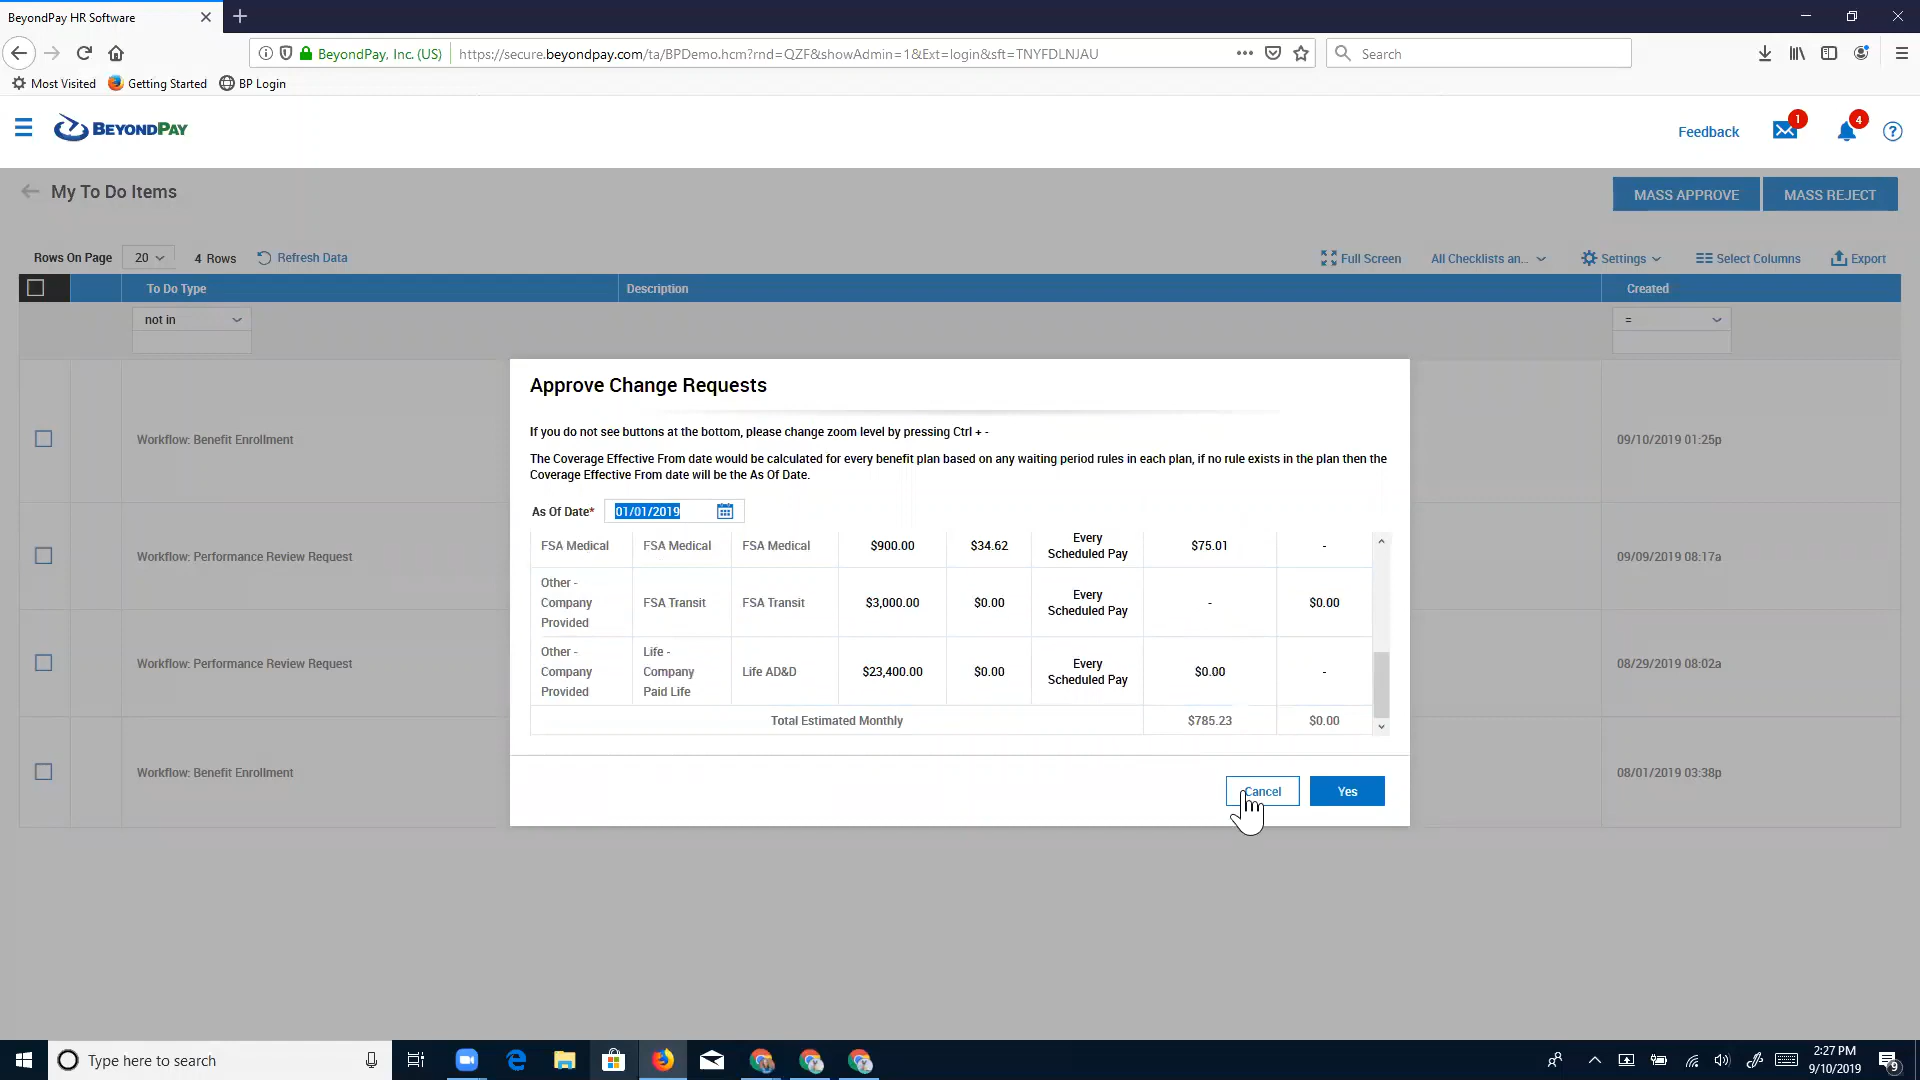 BeyondPay HR Software
BeyondPay, Inc. (US)
https://secure.beyondpay.com/ta/BPDemo.hcm?rnd=QZF&showAdmin=1&Ext=login&sft=TNYFDLNJAU
Search
Most Visited
Getting Started
BP Login
BEYONDPAY
Feedback
1
4
?
My To Do Items
MASS APPROVE
MASS REJECT
Rows On Page
20
4 Rows
Refresh Data
Full Screen
All Checklists an..
Settings
Select Columns
Export
To Do Type
Description
Created
not in
=
Workflow: Benefit Enrollment
09/10/2019 01:25p
Workflow: Performance Review Request
09/09/2019 08:17a
Workflow: Performance Review Request
08/29/2019 08:02a
Workflow: Benefit Enrollment
08/01/2019 03:38p
Approve Change Requests
If you do not see buttons at the bottom, please change zoom level by pressing Ctrl + -
The Coverage Effective From date would be calculated for every benefit plan based on any waiting period rules in each plan, if no rule exists in the plan then the
Coverage Effective From date will be the As Of Date.
As Of Date*
01/01/2019
FSA Medical
FSA Medical
FSA Medical
$900.00
$34.62
Every
Scheduled Pay
$75.01
-
Other -
Company
Provided
FSA Transit
FSA Transit
$3,000.00
$0.00
Every
Scheduled Pay
-
$0.00
Other -
Company
Provided
Life -
Company
Paid Life
Life AD&D
$23,400.00
$0.00
Every
Scheduled Pay
$0.00
-
Total Estimated Monthly
$785.23
$0.00
Cancel
Yes
Type here to search
2:27 PM
9/10/2019
9